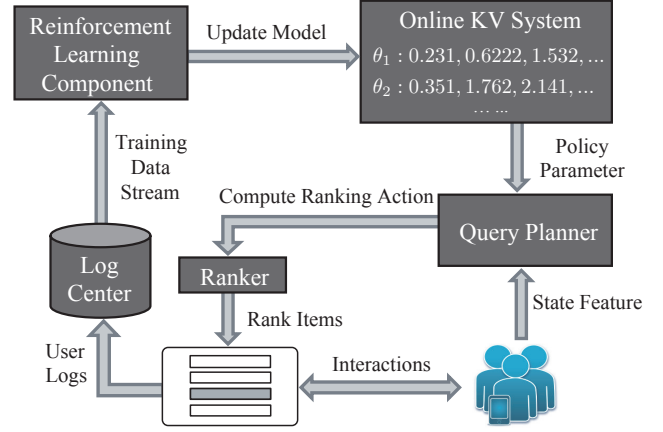 Reinforcement
Learning
Component
Update Model
Online KV System
θ₁ : 0.231, 0.6222, 1.532, ...
θ₂ : 0.351, 1.762, 2.141, ...
... ...
Training
Data
Stream
Policy
Parameter
Compute Ranking Action
Query Planner
Log
Center
Ranker
State Feature
Rank Items
User
Logs
Interactions